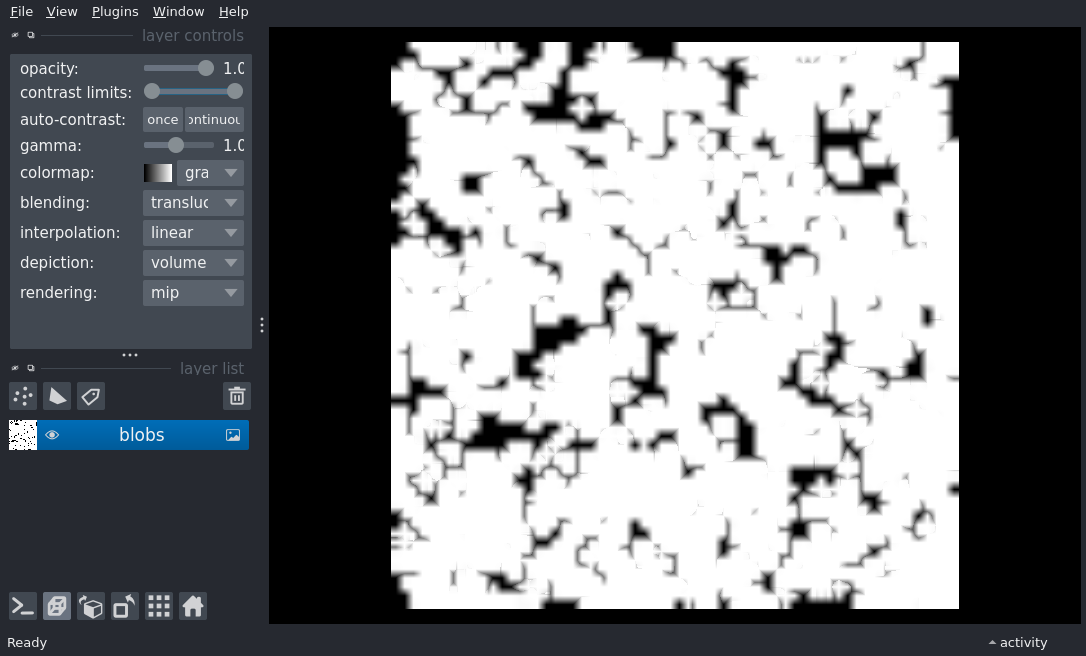 File View Plugins Window Help
layer controls
opacity: 1.0
contrast limits:
auto-contrast: once ontinuou
gamma: 1.0
colormap: gra
blending: transluc
interpolation: linear
depiction: volume
rendering: mip
layer list
blobs
Ready
activity